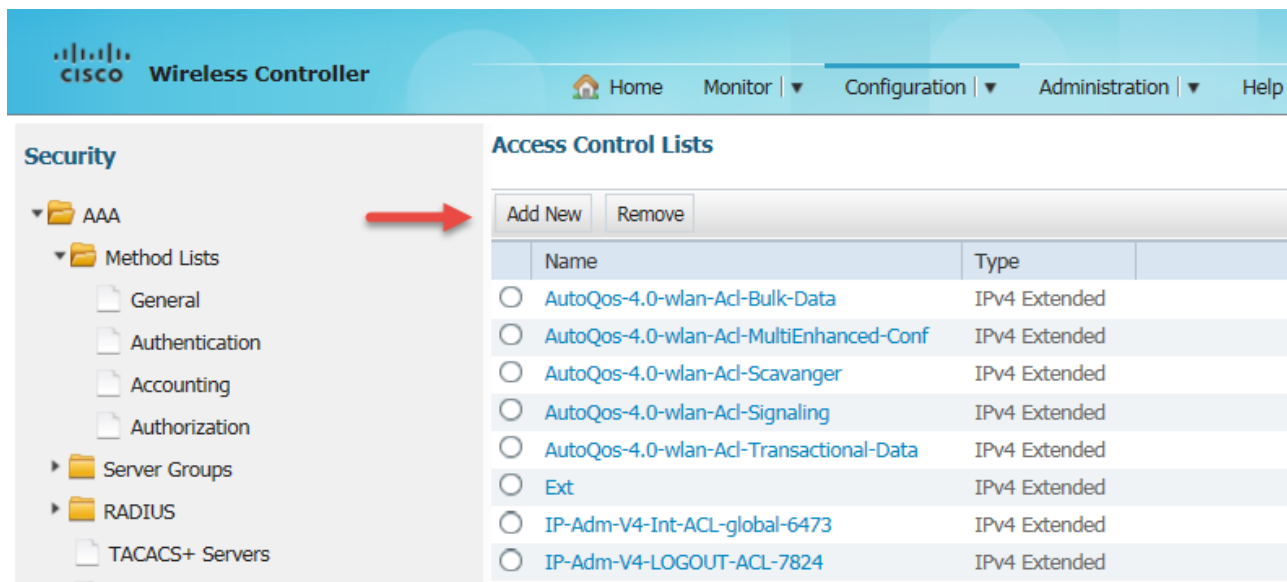 CISCO Wireless Controller
Home Monitor Configuration Administration Help
Security
AAA
Method Lists
General
Authentication
Accounting
Authorization
Server Groups
RADIUS
TACACS+ Servers
Access Control Lists
Add New Remove
Name Type
AutoQos-4.0-wlan-Acl-Bulk-Data IPv4 Extended
AutoQos-4.0-wlan-Acl-MultiEnhanced-Conf IPv4 Extended
AutoQos-4.0-wlan-Acl-Scavanger IPv4 Extended
AutoQos-4.0-wlan-Acl-Signaling IPv4 Extended
AutoQos-4.0-wlan-Acl-Transactional-Data IPv4 Extended
Ext IPv4 Extended
IP-Adm-V4-Int-ACL-global-6473 IPv4 Extended
IP-Adm-V4-LOGOUT-ACL-7824 IPv4 Extended